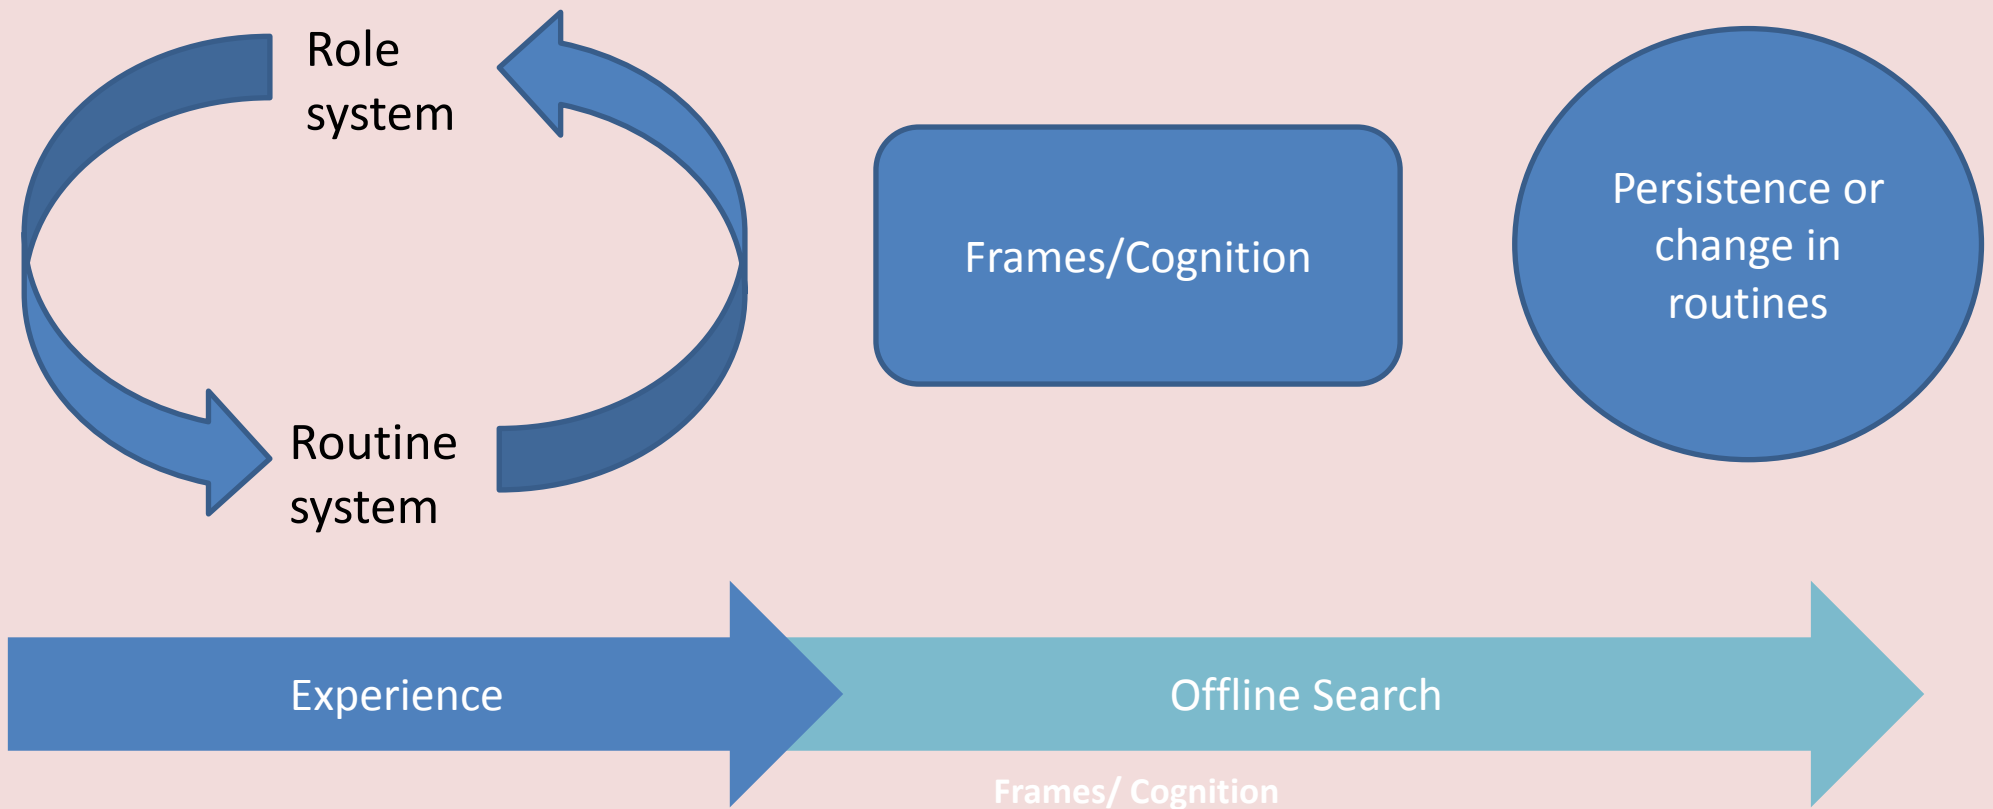 Role
system
Routine
system
Frames/Cognition
Persistence or
change in
routines
Experience
Offline Search
Frames/ Cognition